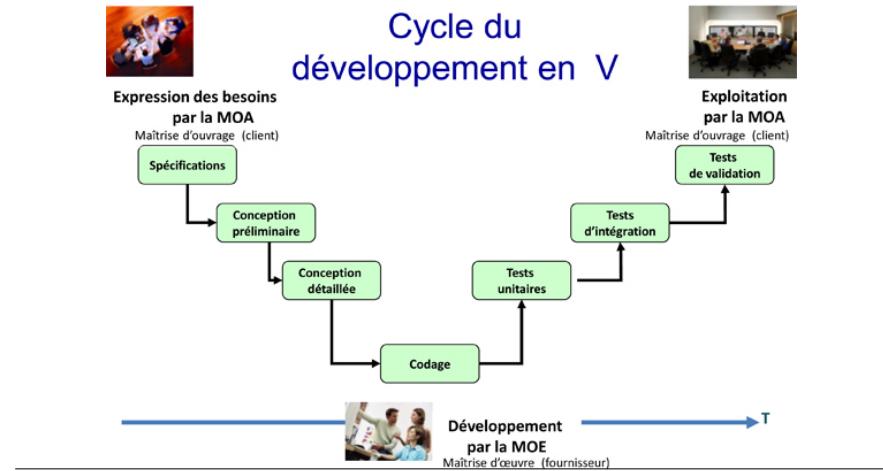 Cycle du
développement en V
Expression des besoins
par la MOA
Maîtrise d'ouvrage (client)
Exploitation
par la MOA
Maîtrise d'ouvrage (client)
Spécifications
Tests
de validation
Conception
préliminaire
Tests
d'intégration
Conception
détaillée
Tests
unitaires
Codage
T
Développement
par la MOE
Maîtrise d'œuvre (fournisseur)